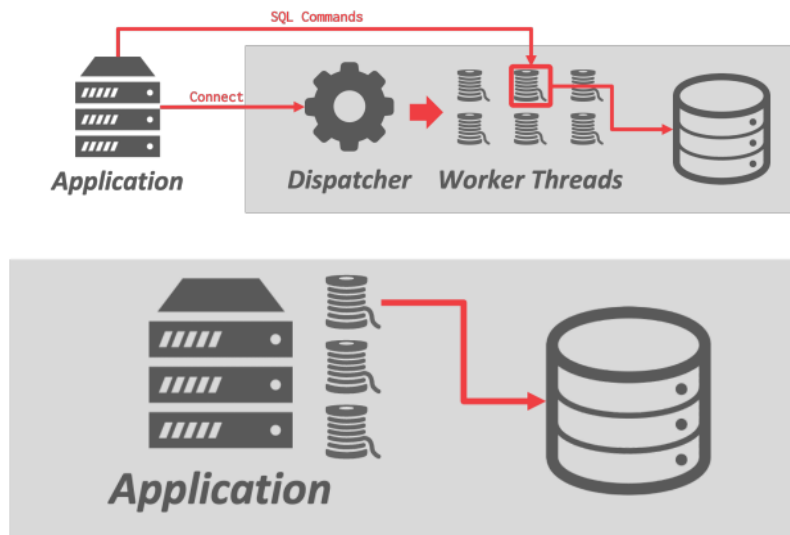 SQL Commands
Connect
Application
Dispatcher
Worker Threads
Application